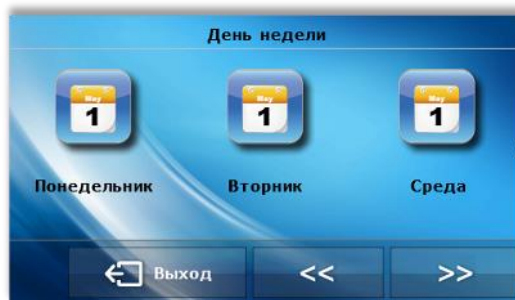 День недели
May May May
1 1 1
Понедельник Вторник Среда
Выход << >>